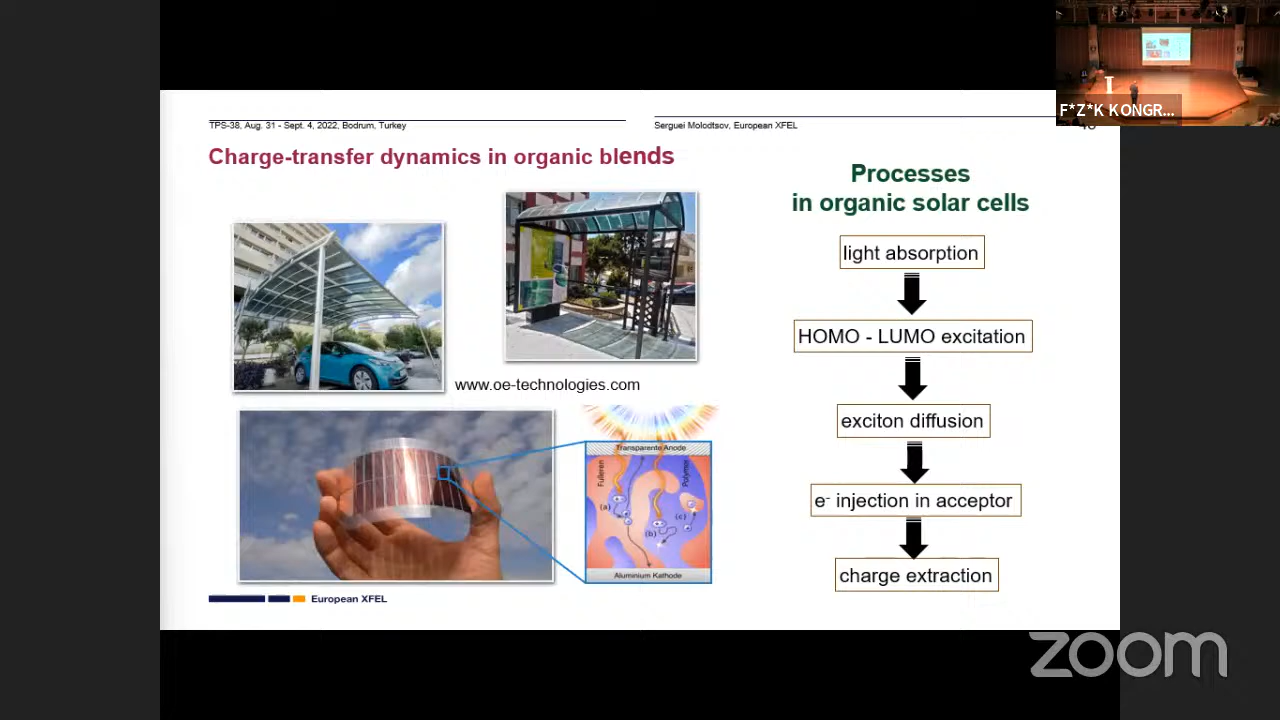 F*Z*K KONGR...
TPS-38, Aug. 31 - Sept. 4, 2022, Bodrum, Turkey
Serguei Molodtsov, European XFEL
Charge-transfer dynamics in organic blends
Processes
in organic solar cells
light absorption
HOMO - LUMO excitation
exciton diffusion
e- injection in acceptor
charge extraction
www.oe-technologies.com
Transparente Anode
Fulleren
Polymer
(a)
(b)
(c)
Aluminium Kathode
European XFEL
zoom